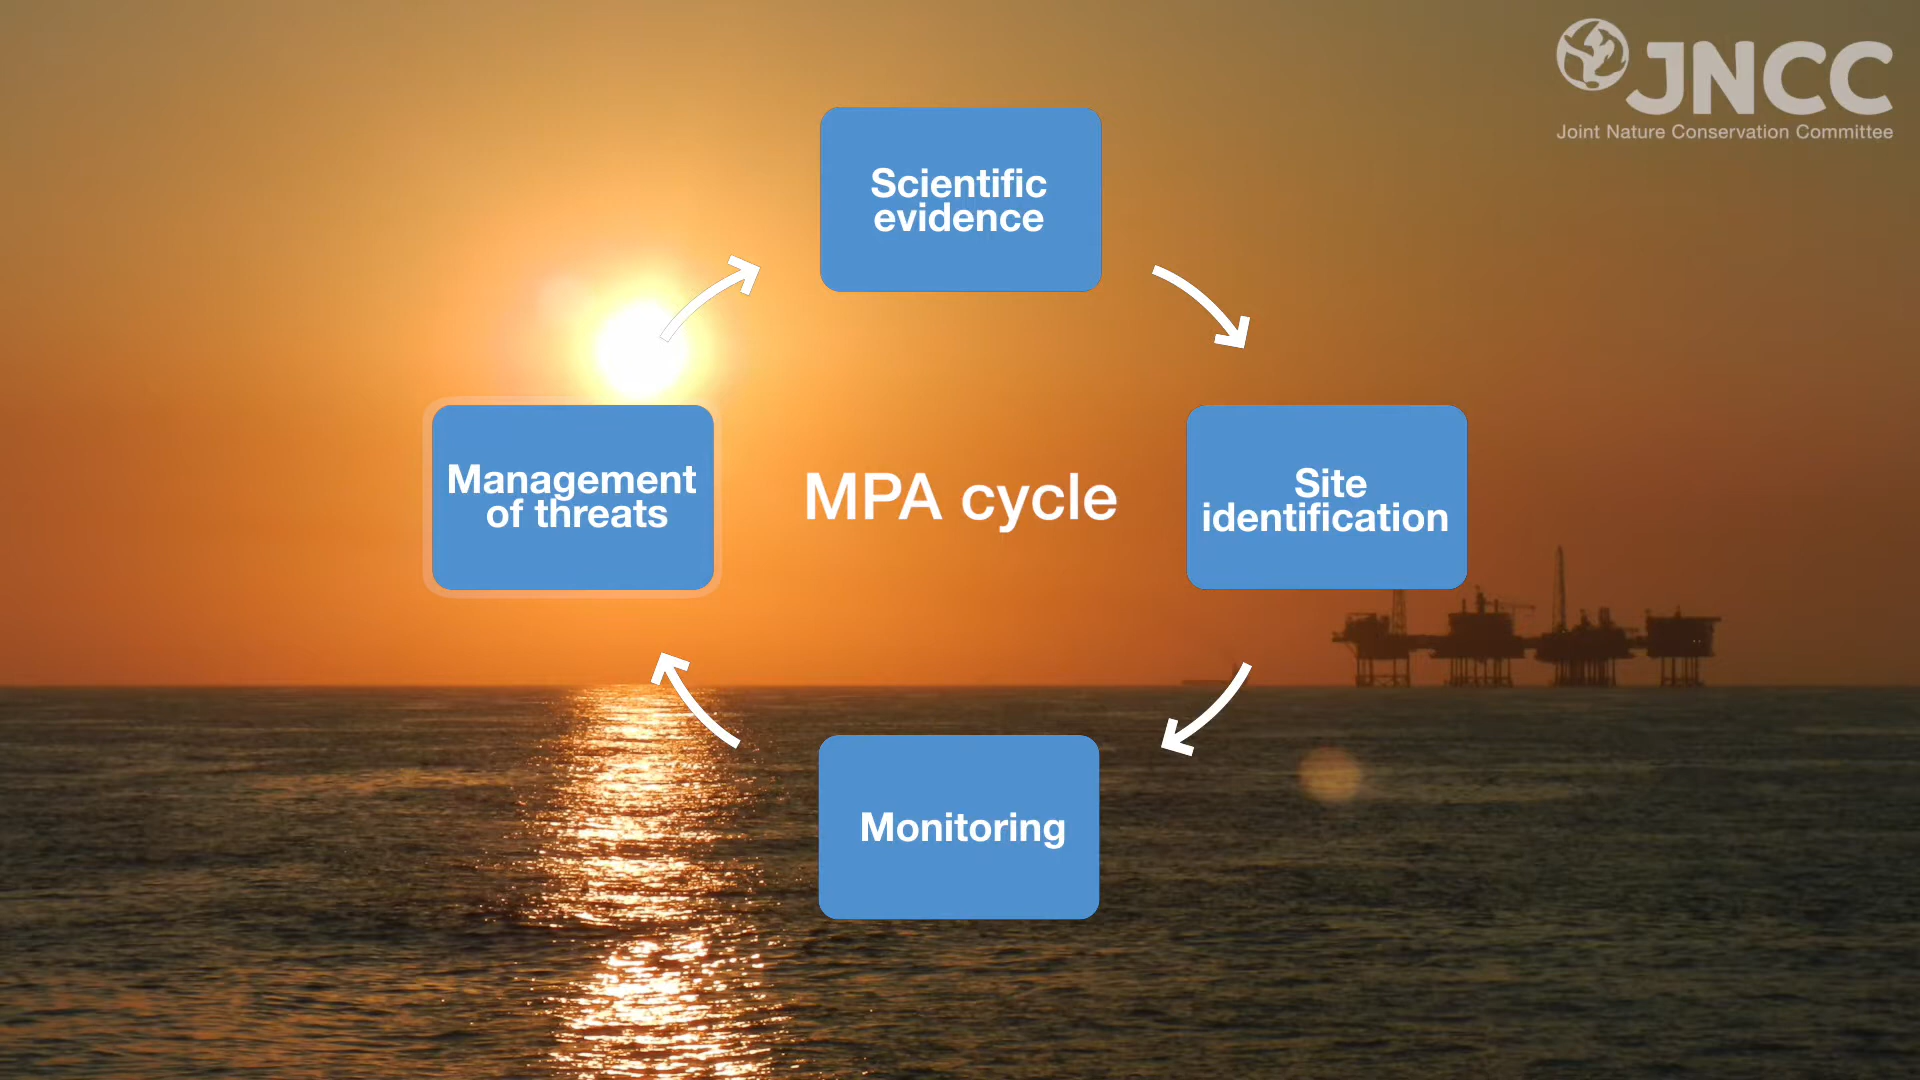 JNCC
Joint Nature Conservation Committee
Scientific
evidence
Management
of threats
MPA cycle
Site
identification
Monitoring